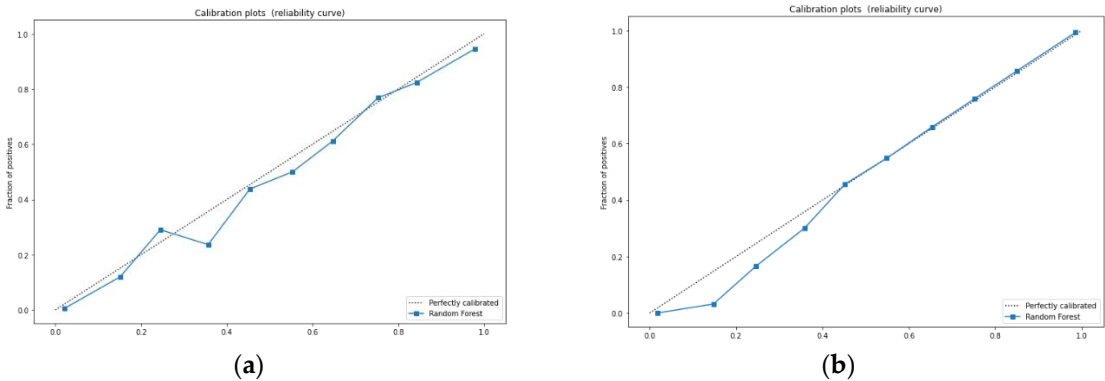 Calibration plots (reliability curve)
1.0
0.8
0.6
0.4
0.2
0.0
Fraction of positives
0.0 0.2 0.4 0.6 0.8 1.0
Perfectly calibrated
Random Forest
(a)
Calibration plots (reliability curve)
1.0
0.8
0.6
0.4
0.2
0.0
Fraction of positives
0.0 0.2 0.4 0.6 0.8 1.0
Perfectly calibrated
Random Forest
(b)